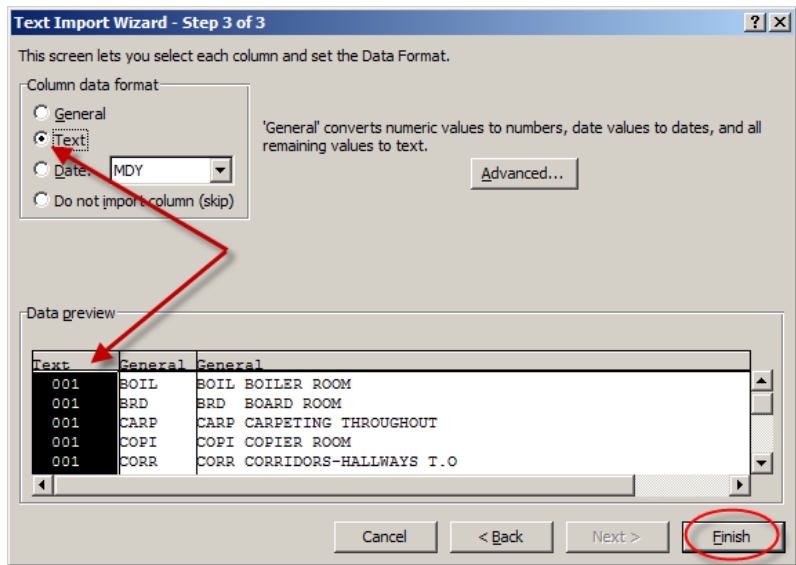 Text Import Wizard - Step 3 of 3
This screen lets you select each column and set the Data Format.
Column data format
General
Text
Date: MDY
Do not import column (skip)
'General' converts numeric values to numbers, date values to dates, and all
remaining values to text.
Advanced...
Data preview
Text General General
001 BOIL BOIL BOILER ROOM
001 BRD BRD BOARD ROOM
001 CARP CARP CARPETING THROUGHOUT
001 COPI COPI COPIER ROOM
001 CORR CORR CORRIDORS-HALLWAYS T.O
Cancel < Back Next > Finish